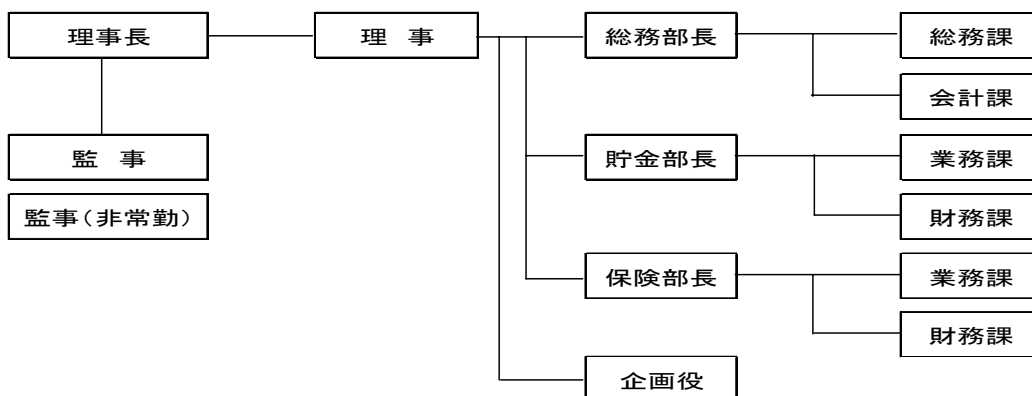 理事長
理 事
総務部長
総務課
会計課
監 事
貯金部長
業務課
監事(非常勤)
財務課
保険部長
業務課
財務課
企画役